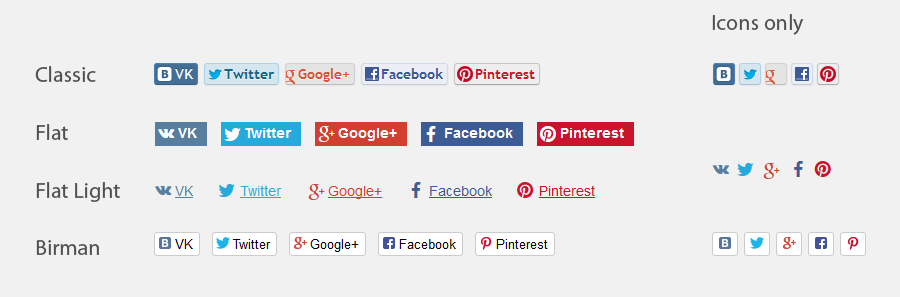 Icons only
Classic VK Twitter Google+ Facebook Pinterest
Flat VK Twitter Google+ Facebook Pinterest
Flat Light VK Twitter Google+ Facebook Pinterest
Birman VK Twitter Google+ Facebook Pinterest